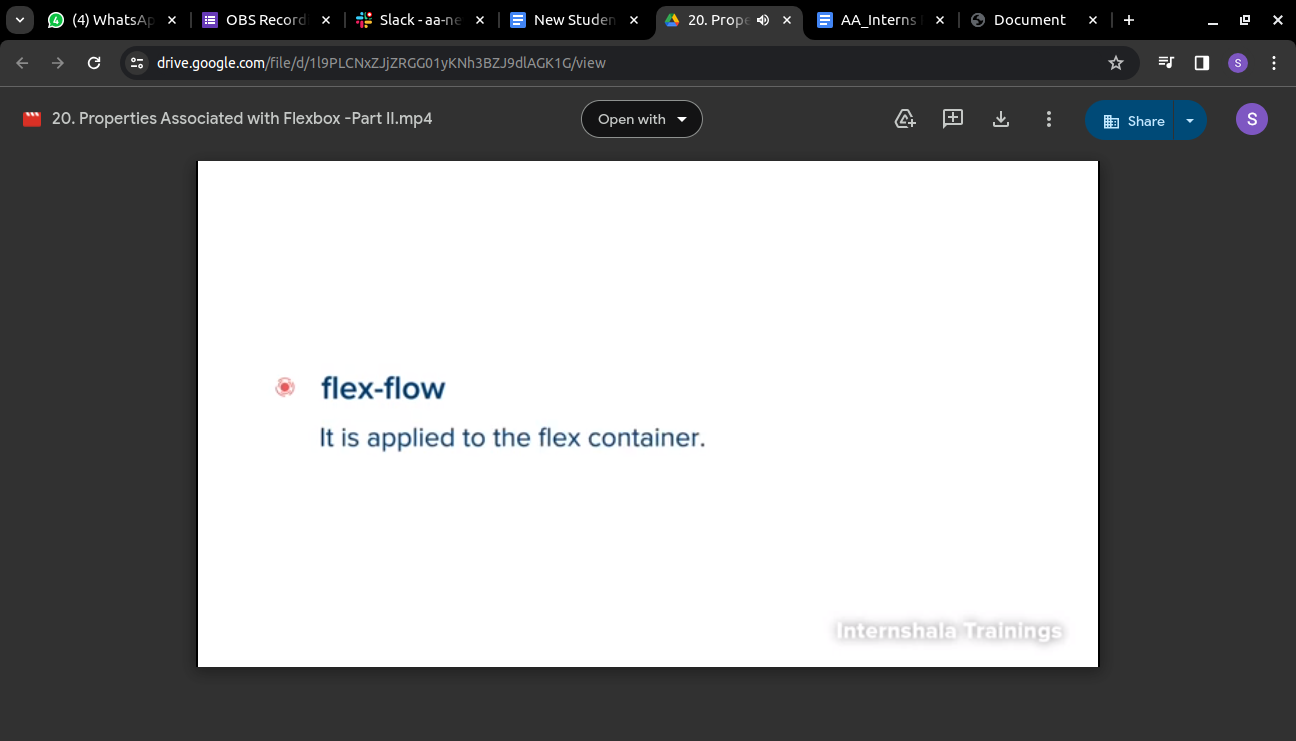 (4) WhatsAp
OBS Record
Slack - aa-ne
New Studen
20. Prope
AA_Interns
Document
drive.google.com/file/d/1l9PLCNxZJjZRGG01yKNh3BZJ9dlAGK1G/view
S
20. Properties Associated with Flexbox -Part II.mp4
Open with
Share
S
flex-flow
It is applied to the flex container.
Internshala Trainings